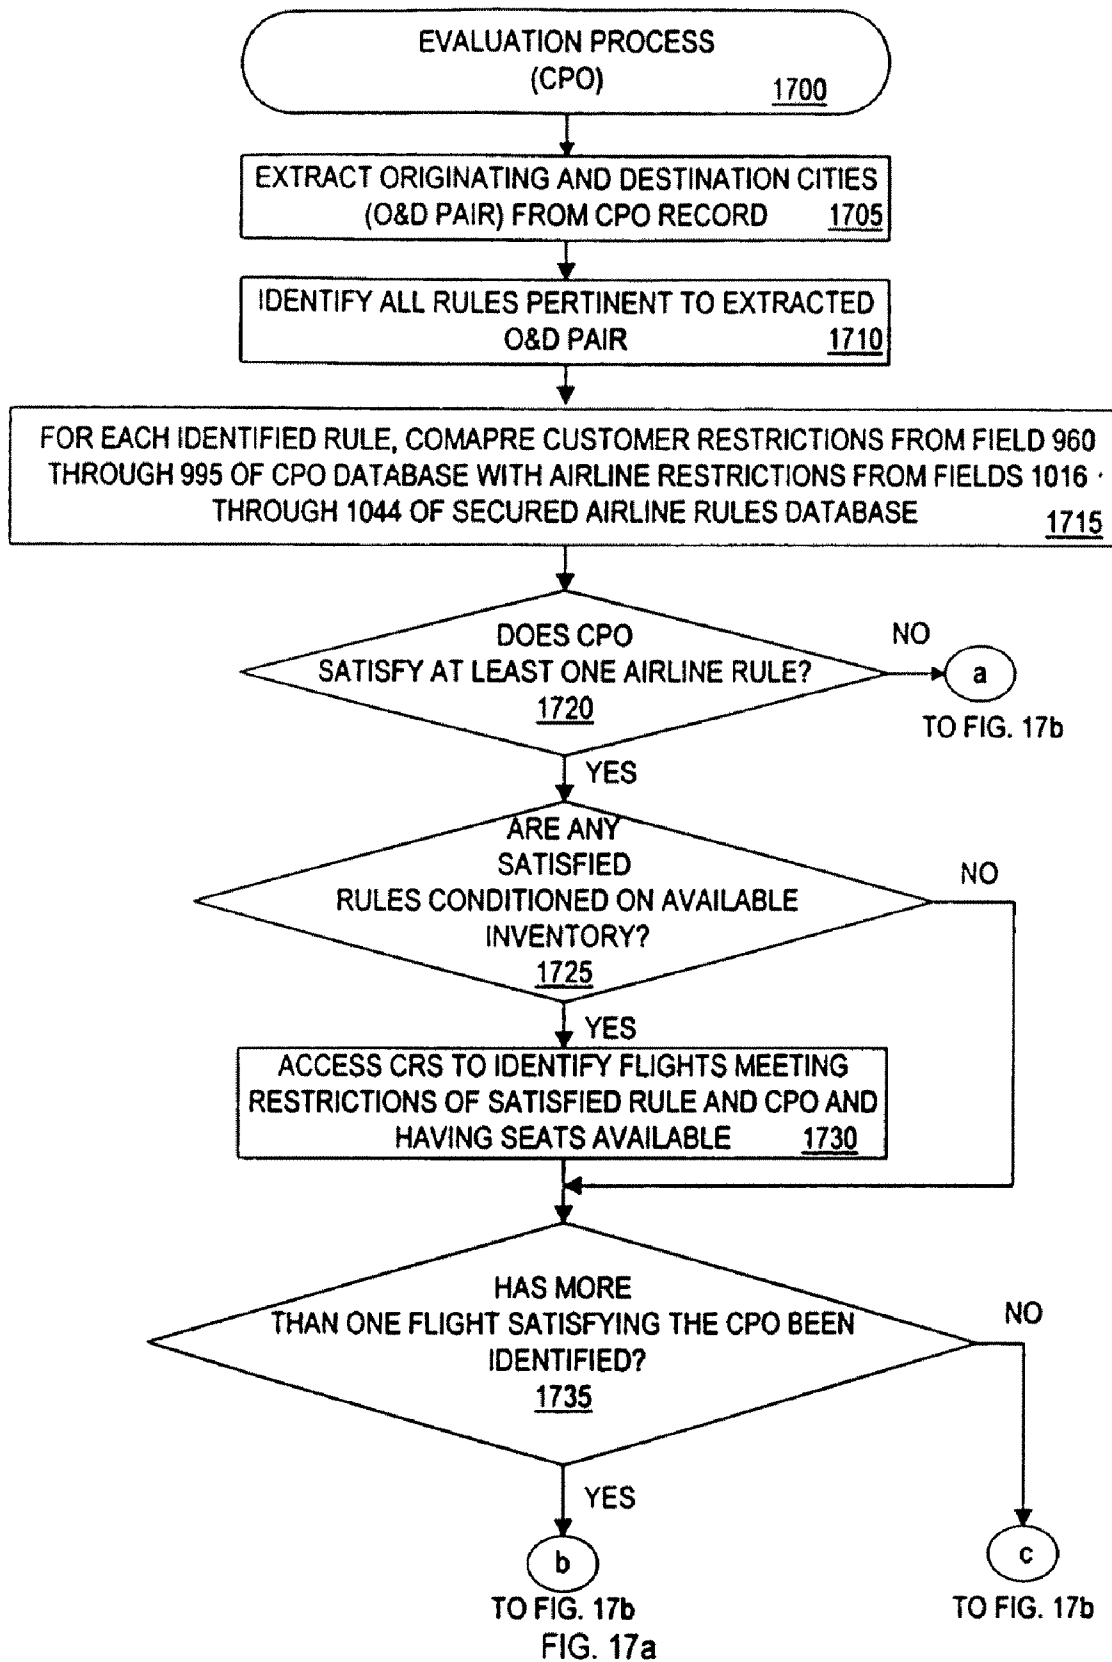 EVALUATION PROCESS
(CPO)
1700
EXTRACT ORIGINATING AND DESTINATION CITIES
(O&D PAIR) FROM CPO RECORD 1705
IDENTIFY ALL RULES PERTINENT TO EXTRACTED
O&D PAIR 1710
FOR EACH IDENTIFIED RULE, COMAPRE CUSTOMER RESTRICTIONS FROM FIELD 960
THROUGH 995 OF CPO DATABASE WITH AIRLINE RESTRICTIONS FROM FIELDS 1016
THROUGH 1044 OF SECURED AIRLINE RULES DATABASE 1715
DOES CPO
SATISFY AT LEAST ONE AIRLINE RULE?
1720
NO
a
TO FIG. 17b
YES
ARE ANY
SATISFIED
RULES CONDITIONED ON AVAILABLE
INVENTORY?
1725
NO
YES
ACCESS CRS TO IDENTIFY FLIGHTS MEETING
RESTRICTIONS OF SATISFIED RULE AND CPO AND
HAVING SEATS AVAILABLE 1730
HAS MORE
THAN ONE FLIGHT SATISFYING THE CPO BEEN
IDENTIFIED?
1735
NO
YES
b
TO FIG. 17b
c
TO FIG. 17b
FIG. 17a